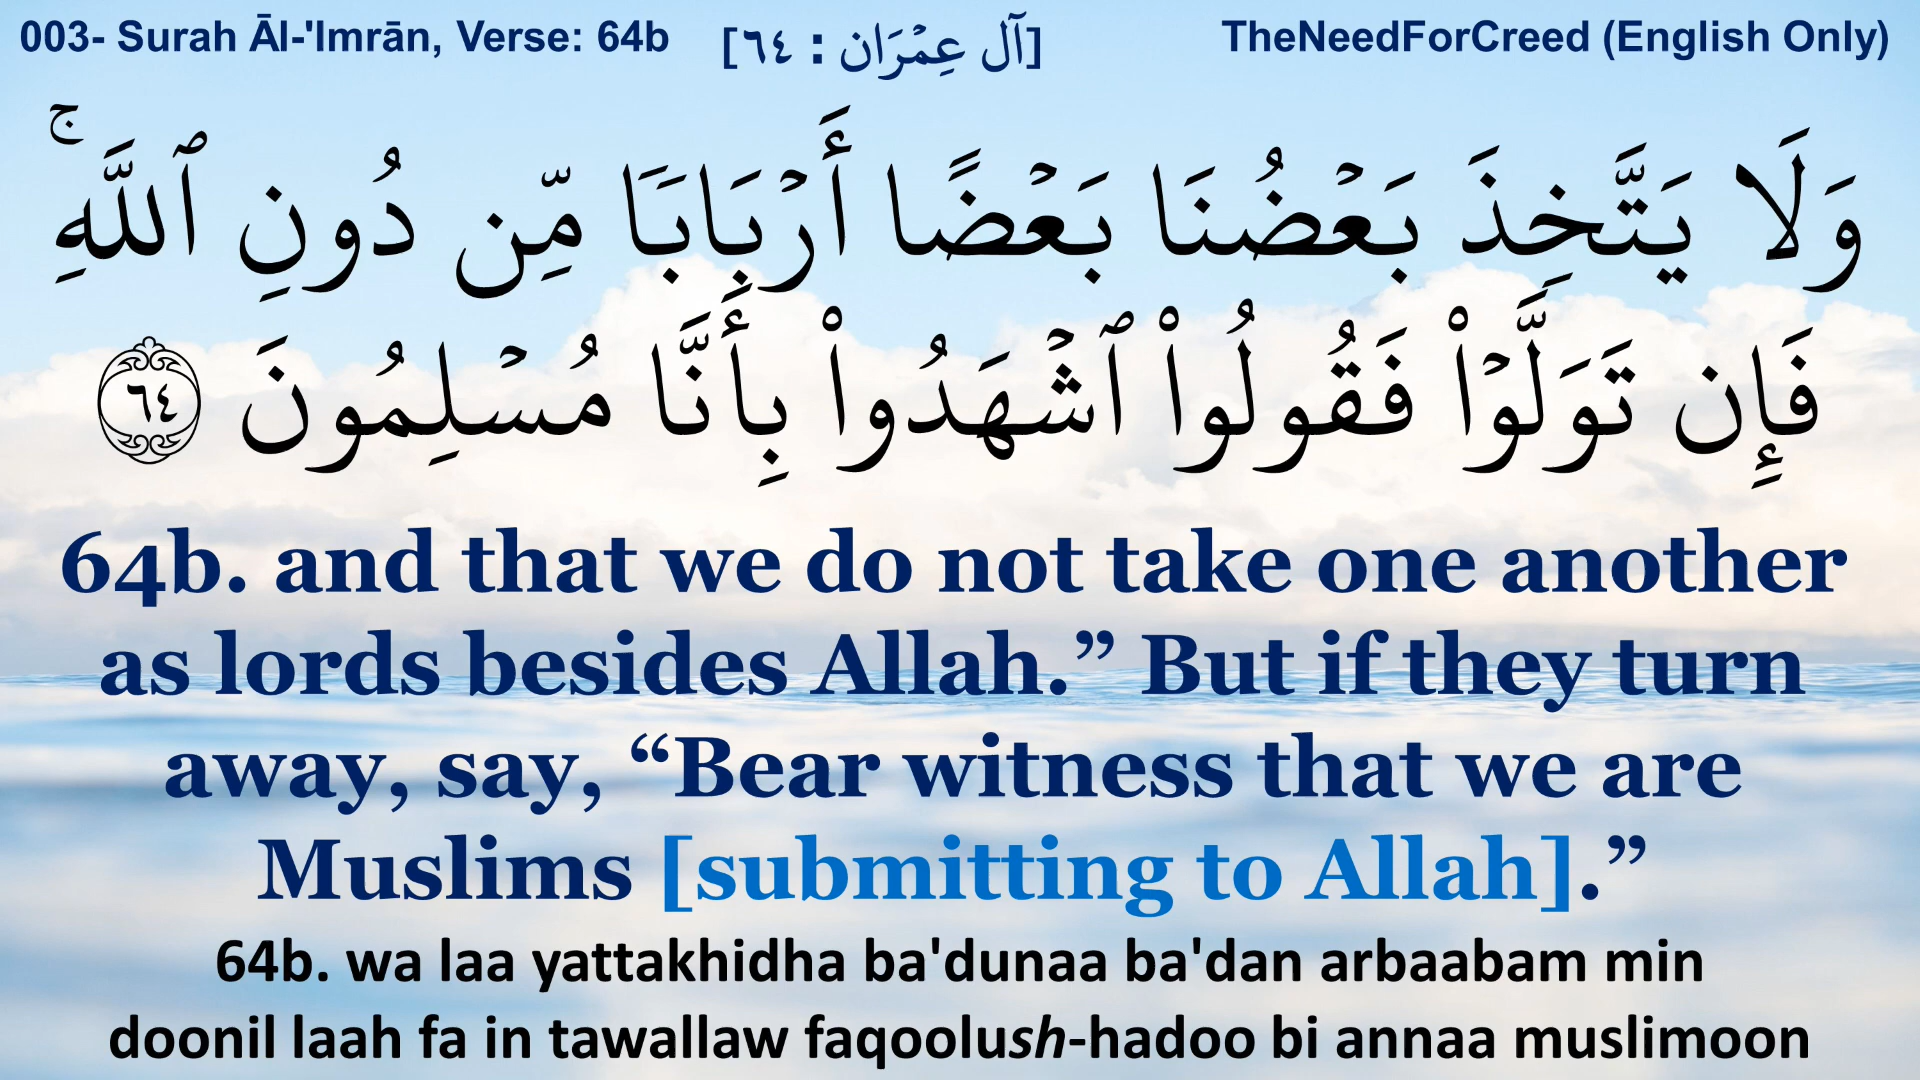 003- Surah Āl-'Imrān, Verse: 64b
[آل عِمْرَان : ٦٤]
TheNeedForCreed (English Only)
وَلَا يَتَّخِذَ بَعْضُنَا بَعْضًا أَرْبَابًا مِّن دُونِ ٱللَّهِ ۚ
فَإِن تَوَلَّوْا۟ فَقُولُوا۟ ٱشْهَدُوا۟ بِأَنَّا مُسْلِمُونَ ٦٤
64b. and that we do not take one another
as lords besides Allah.” But if they turn
away, say, “Bear witness that we are
Muslims [submitting to Allah].”
64b. wa laa yattakhidha ba'dunaa ba'dan arbaabam min
doonil laah fa in tawallaw faqoolush-hadoo bi annaa muslimoon